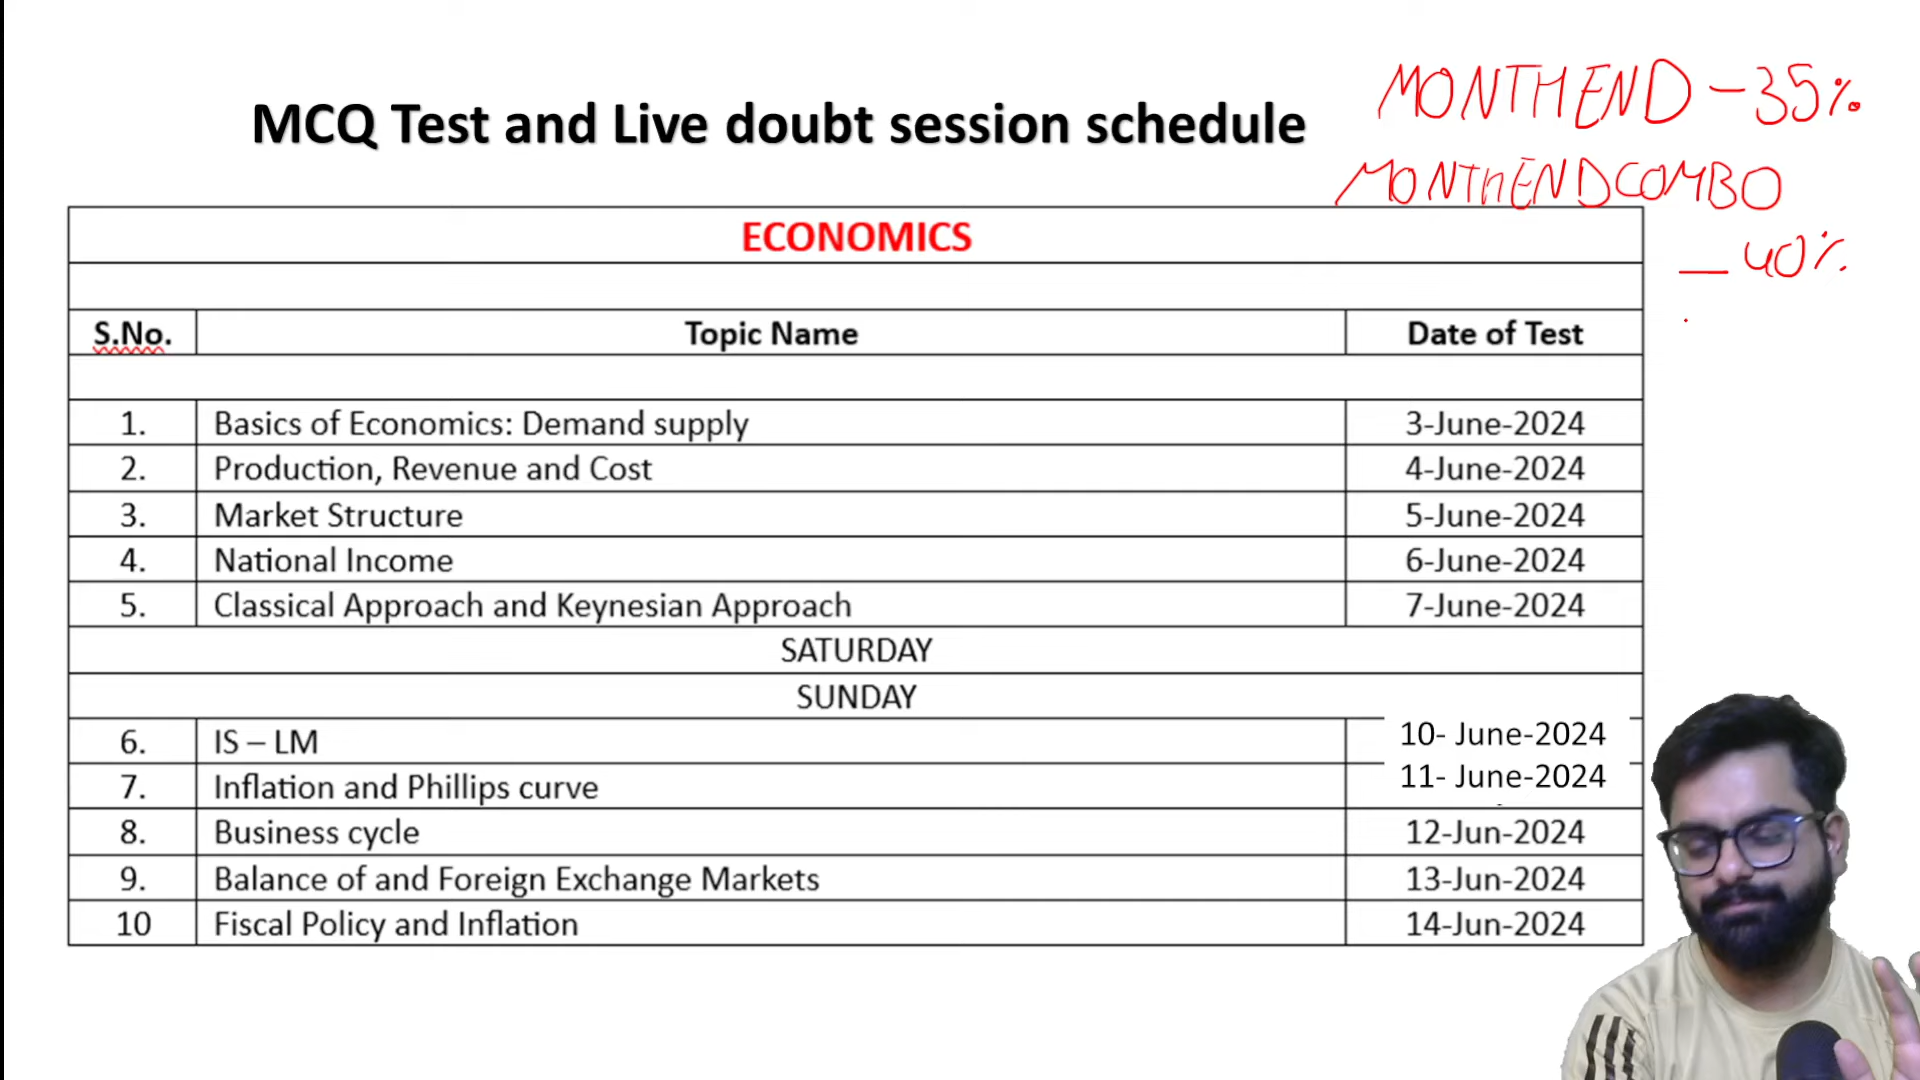 MCQ Test and Live doubt session schedule
MONTHEND - 35%
MONTHENDCOMBO
- 40%
ECONOMICS
S.No. Topic Name Date of Test
1. Basics of Economics: Demand supply 3-June-2024
2. Production, Revenue and Cost 4-June-2024
3. Market Structure 5-June-2024
4. National Income 6-June-2024
5. Classical Approach and Keynesian Approach 7-June-2024
SATURDAY
SUNDAY
6. IS – LM 10- June-2024
7. Inflation and Phillips curve 11- June-2024
8. Business cycle 12-Jun-2024
9. Balance of and Foreign Exchange Markets 13-Jun-2024
10 Fiscal Policy and Inflation 14-Jun-2024